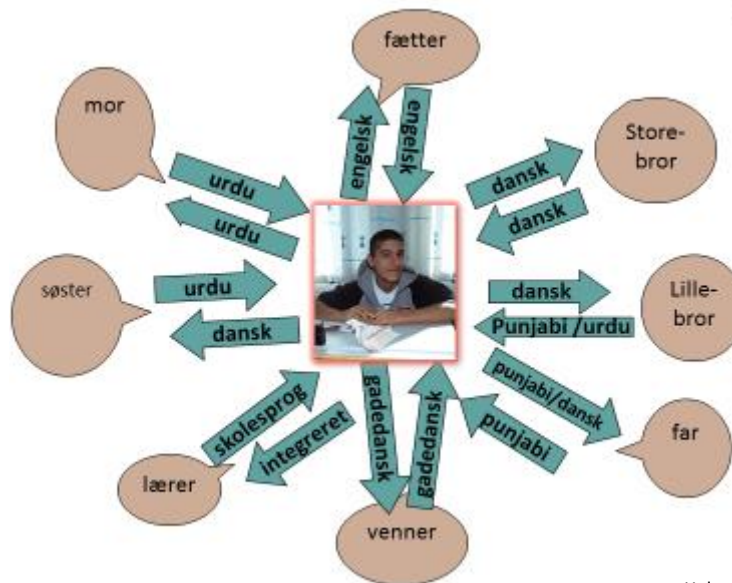 fætter
engelsk
engelsk
mor
urdu
urdu
Store-
bror
dansk
dansk
søster
urdu
dansk
Lille-
bror
dansk
Punjabi /urdu
far
punjabi/dansk
punjabi
lærer
skolesprog
integreret
venner
gadedansk
gadedansk